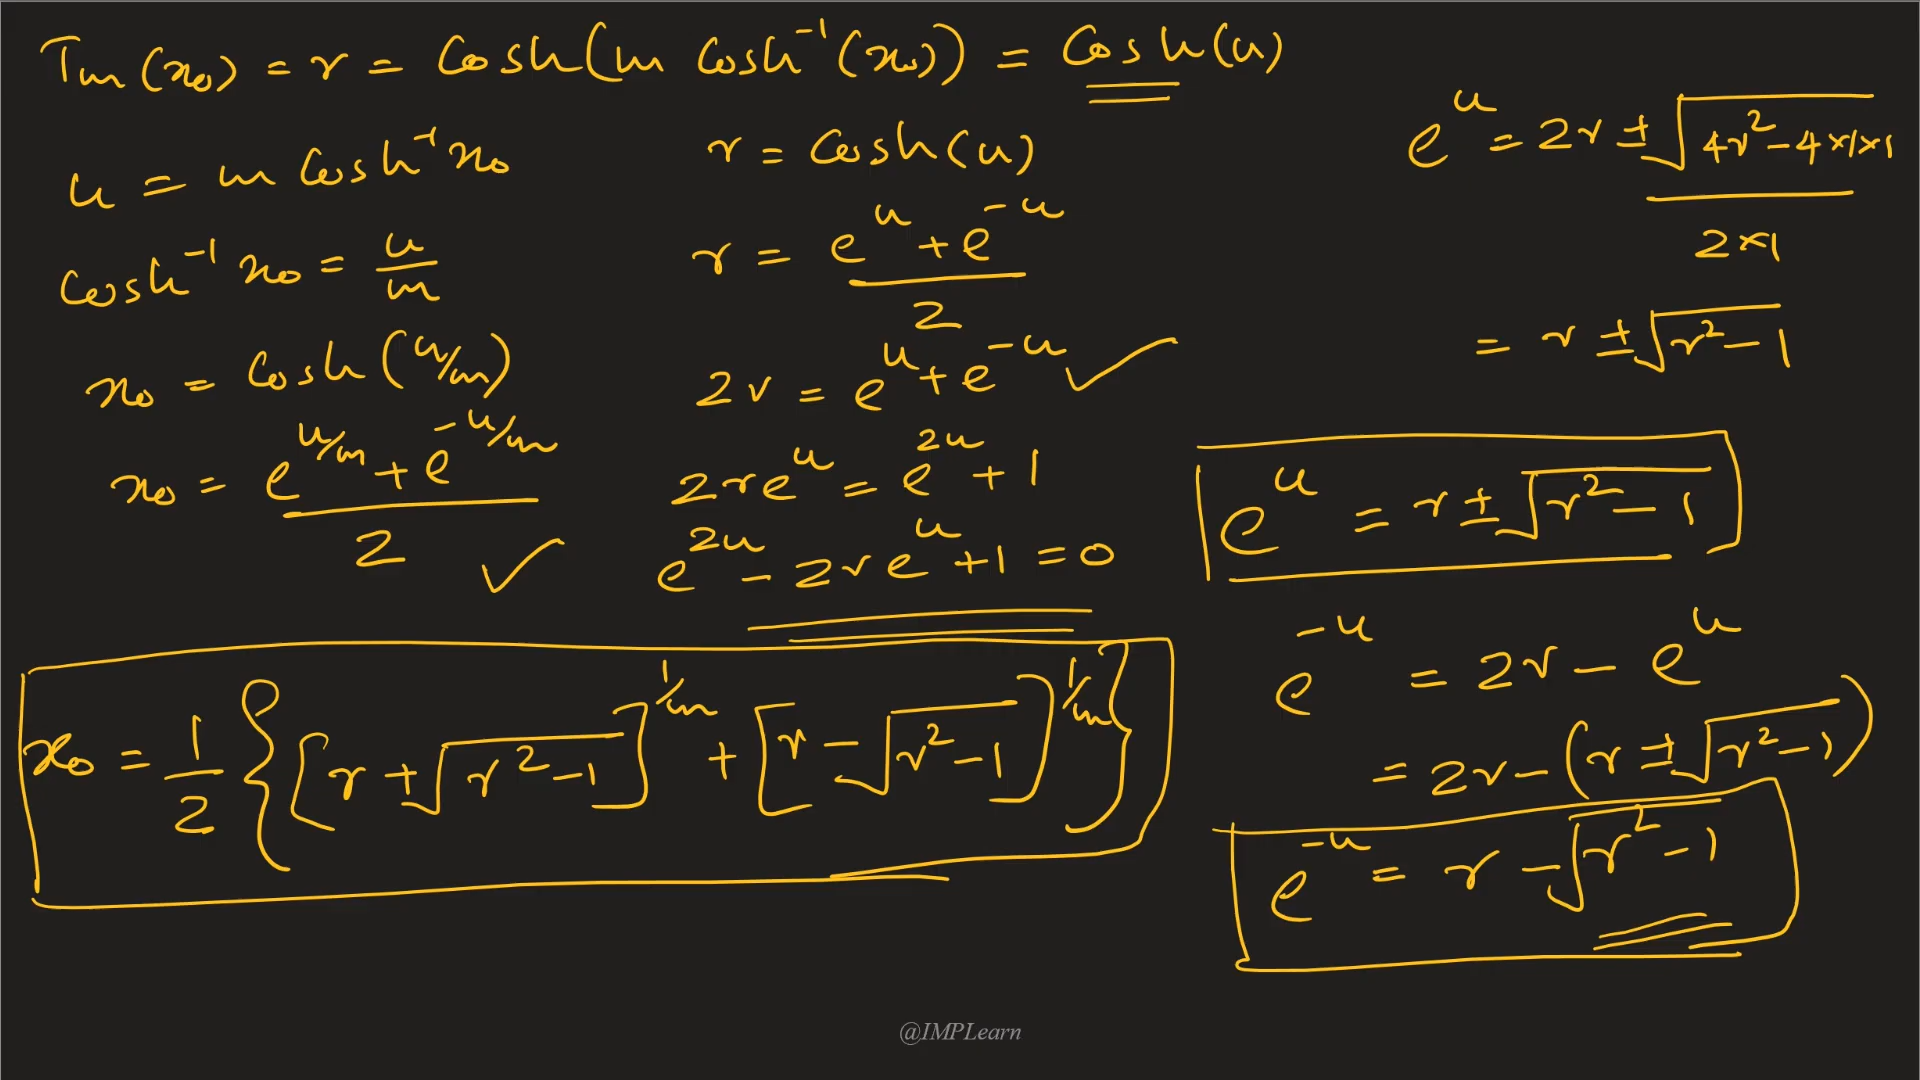 Tm(x₀) = r = Cosh(m Cosh⁻¹(x₀)) = Cosh(u)
u = m Cosh⁻¹ x₀
Cosh⁻¹ x₀ = u/m
x₀ = Cosh(u/m)
x₀ = (e^(u/m) + e^(-u/m)) / 2 ✓
r = Cosh(u)
r = (e^u + e^-u) / 2
2r = e^u + e^-u ✓
2re^u = e^2u + 1
e^2u - 2re^u + 1 = 0
e^u = 2r ± √(4r² - 4×1×1) / 2×1
= r ± √(r² - 1)
e^u = r ± √(r² - 1)
e^-u = 2r - e^u
= 2r - (r ± √(r² - 1))
e^-u = r - √(r² - 1)
x₀ = 1/2 {[r + √(r² - 1)]^(1/m) + [r - √(r² - 1)]^(1/m)}
@IMPLearn